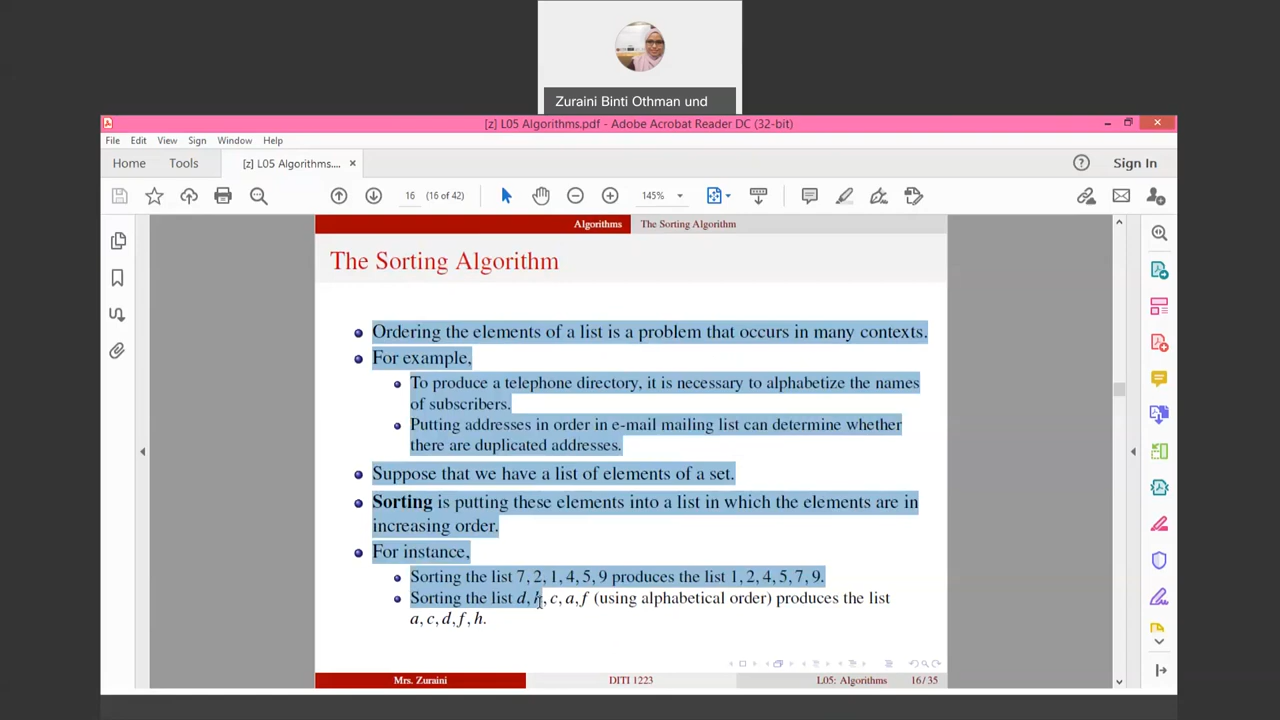 Zuraini Binti Othman und
[z] L05 Algorithms.pdf - Adobe Acrobat Reader DC (32-bit)
File Edit View Sign Window Help
Home Tools [z] L05 Algorithms.... × Sign In
16 (16 of 42) 145%
Algorithms The Sorting Algorithm
The Sorting Algorithm
Ordering the elements of a list is a problem that occurs in many contexts.
For example,
To produce a telephone directory, it is necessary to alphabetize the names
of subscribers.
Putting addresses in order in e-mail mailing list can determine whether
there are duplicated addresses.
Suppose that we have a list of elements of a set.
Sorting is putting these elements into a list in which the elements are in
increasing order.
For instance,
Sorting the list 7, 2, 1, 4, 5, 9 produces the list 1, 2, 4, 5, 7, 9.
Sorting the list d, h, c, a, f (using alphabetical order) produces the list
a, c, d, f, h.
Mrs. Zuraini DITI 1223 L05: Algorithms 16/35